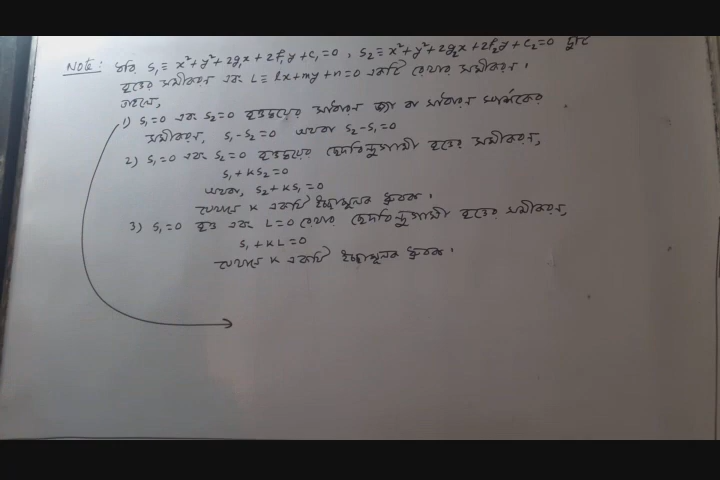 NOTE: ধরি S₁ ≡ x²+y²+2g₁x+2f₁y+c₁=0, S₂ ≡ x²+y²+2g₂x+2f₂y+c₂=0 দুটি
বৃত্তের সমীকরণ এবং L ≡ lx+my+n=0 একটি রেখার সমীকরণ।
তাহলে,
1) S₁=0 এবং S₂=0 বৃত্তদ্বয়ের সাধারণ জ্যা বা সাধারণ স্পর্শকের
সমীকরণ, S₁-S₂=0 অথবা S₂-S₁=0
2) S₁=0 এবং S₂=0 বৃত্তদ্বয়ের ছেদবিন্দুগামী বৃত্তের সমীকরণ,
S₁+KS₂=0
অথবা, S₂+KS₁=0
যেখানে K একটি ইচ্ছামূলক ধ্রুবক।
3) S₁=0 বৃত্ত এবং L=0 রেখার ছেদবিন্দুগামী বৃত্তের সমীকরণ,
S₁+KL=0
যেখানে K একটি ইচ্ছামূলক ধ্রুবক।